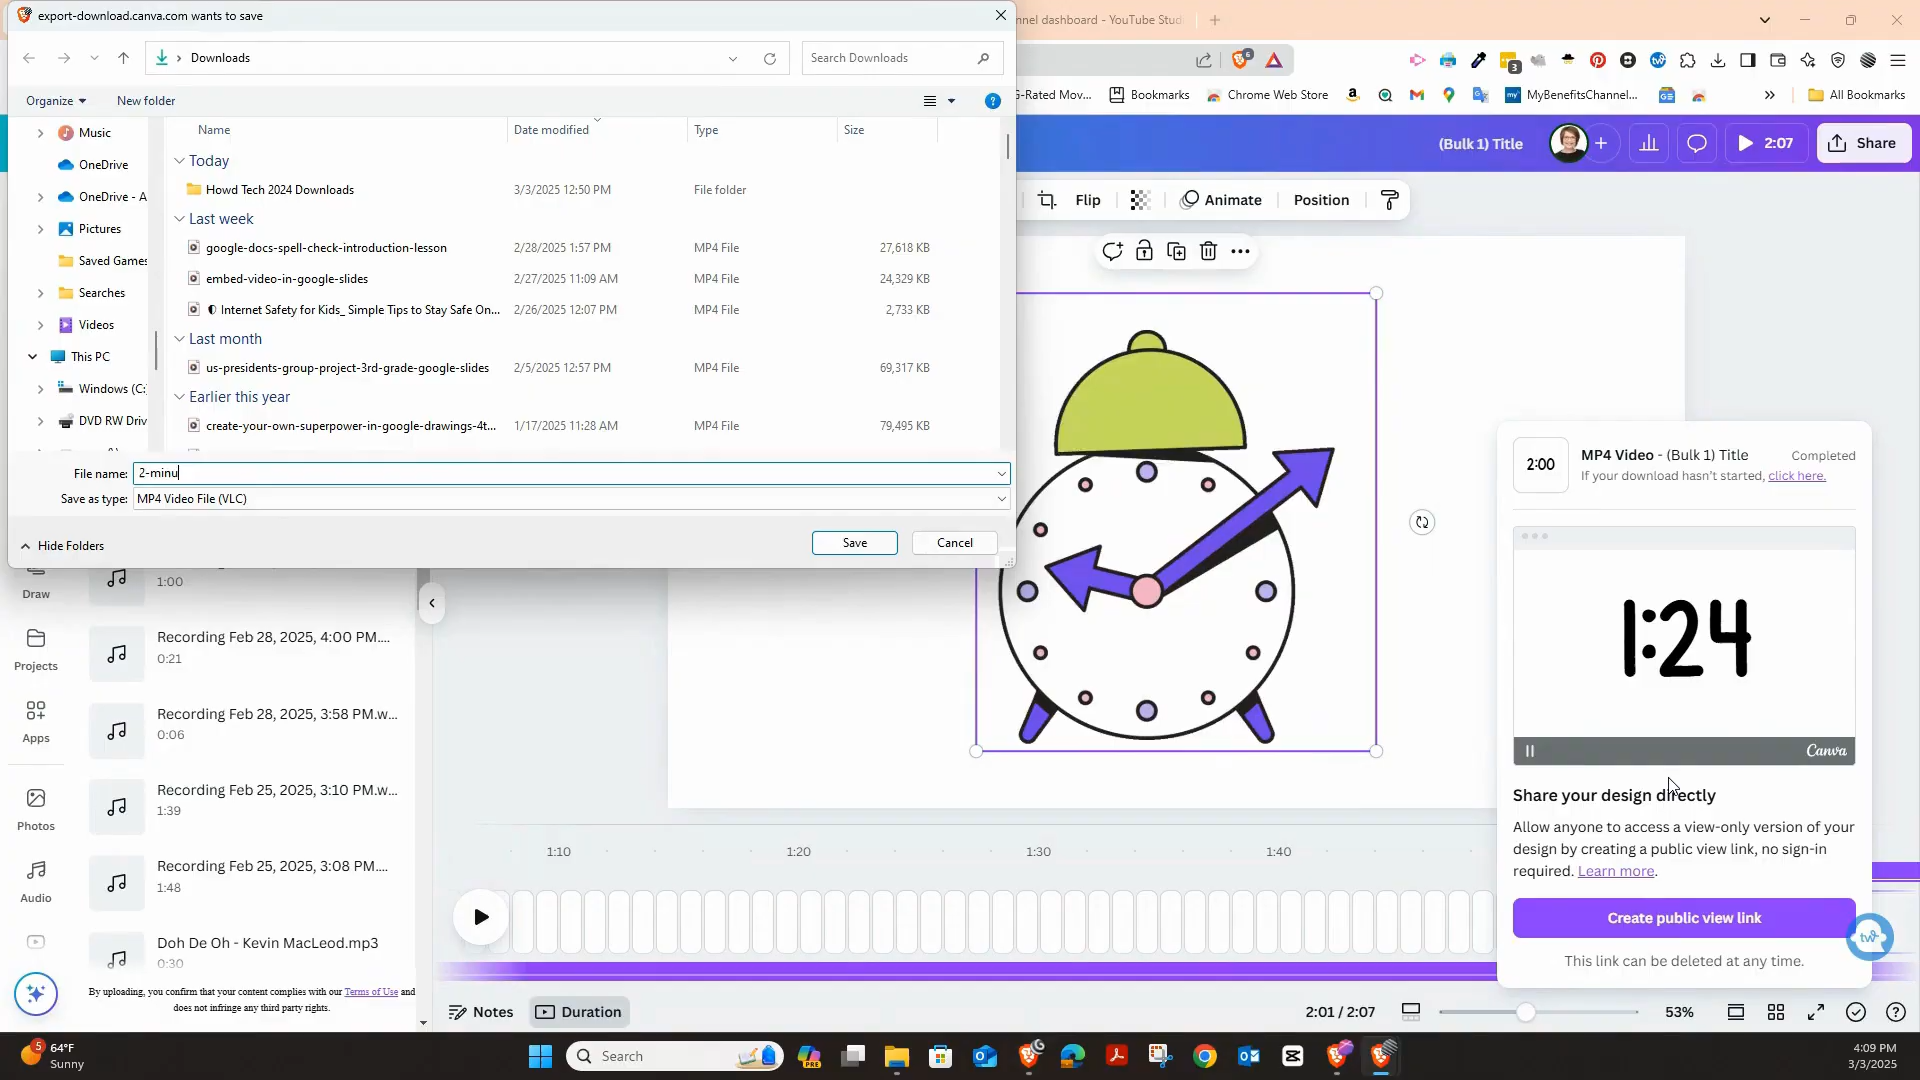 export-download.canva.com wants to save
nnel dashboard - YouTube Stud
Downloads
Search Downloads
Organize
New folder
G-Rated Mov...
Bookmarks
Chrome Web Store
MyBenefitsChannel...
All Bookmarks
Name
Date modified
Type
Size
(Bulk 1) Title
2:07
Share
Flip
Animate
Position
Music
OneDrive
OneDrive - A
Pictures
Saved Games
Searches
Videos
This PC
Windows (C:
DVD RW Driv
Today
Howd Tech 2024 Downloads 3/3/2025 12:50 PM File folder
Last week
google-docs-spell-check-introduction-lesson 2/28/2025 1:57 PM MP4 File 27,618 KB
embed-video-in-google-slides 2/27/2025 11:09 AM MP4 File 24,329 KB
Internet Safety for Kids_ Simple Tips to Stay Safe On... 2/26/2025 12:07 PM MP4 File 2,733 KB
Last month
us-presidents-group-project-3rd-grade-google-slides 2/5/2025 12:57 PM MP4 File 69,317 KB
Earlier this year
create-your-own-superpower-in-google-drawings-4t... 1/17/2025 11:28 AM MP4 File 79,495 KB
File name: 2-minu
Save as type: MP4 Video File (VLC)
Hide Folders
Save
Cancel
Draw
Projects
Apps
Photos
Audio
1:00
Recording Feb 28, 2025, 4:00 PM....
0:21
Recording Feb 28, 2025, 3:58 PM.w...
0:06
Recording Feb 25, 2025, 3:10 PM.w...
1:39
Recording Feb 25, 2025, 3:08 PM....
1:48
Doh De Oh - Kevin MacLeod.mp3
0:30
By uploading, you confirm that your content complies with our Terms of Use and
does not infringe any third party rights.
2:00
MP4 Video - (Bulk 1) Title
Completed
If your download hasn't started, click here.
1:24
Canva
Share your design directly
Allow anyone to access a view-only version of your
design by creating a public view link, no sign-in
required. Learn more.
Create public view link
This link can be deleted at any time.
1:10
1:20
1:30
1:40
Notes
Duration
2:01 / 2:07
53%
64°F
Sunny
Search
4:09 PM
3/3/2025